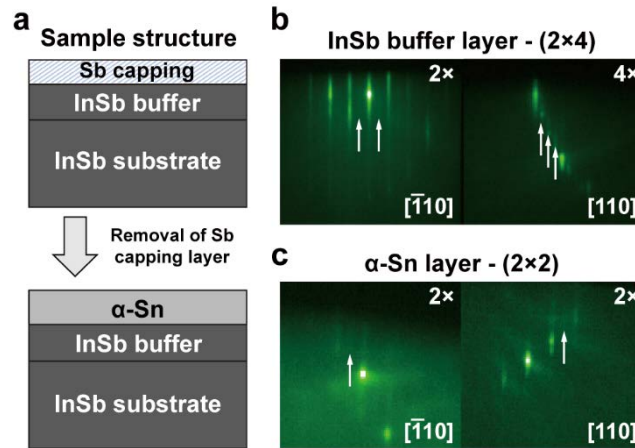 a
Sample structure
Sb capping
InSb buffer
InSb substrate
Removal of Sb
capping layer
α-Sn
InSb buffer
InSb substrate
b
InSb buffer layer - (2×4)
2×
[1̅10]
4×
[110]
c
α-Sn layer - (2×2)
2×
[1̅10]
2×
[110]